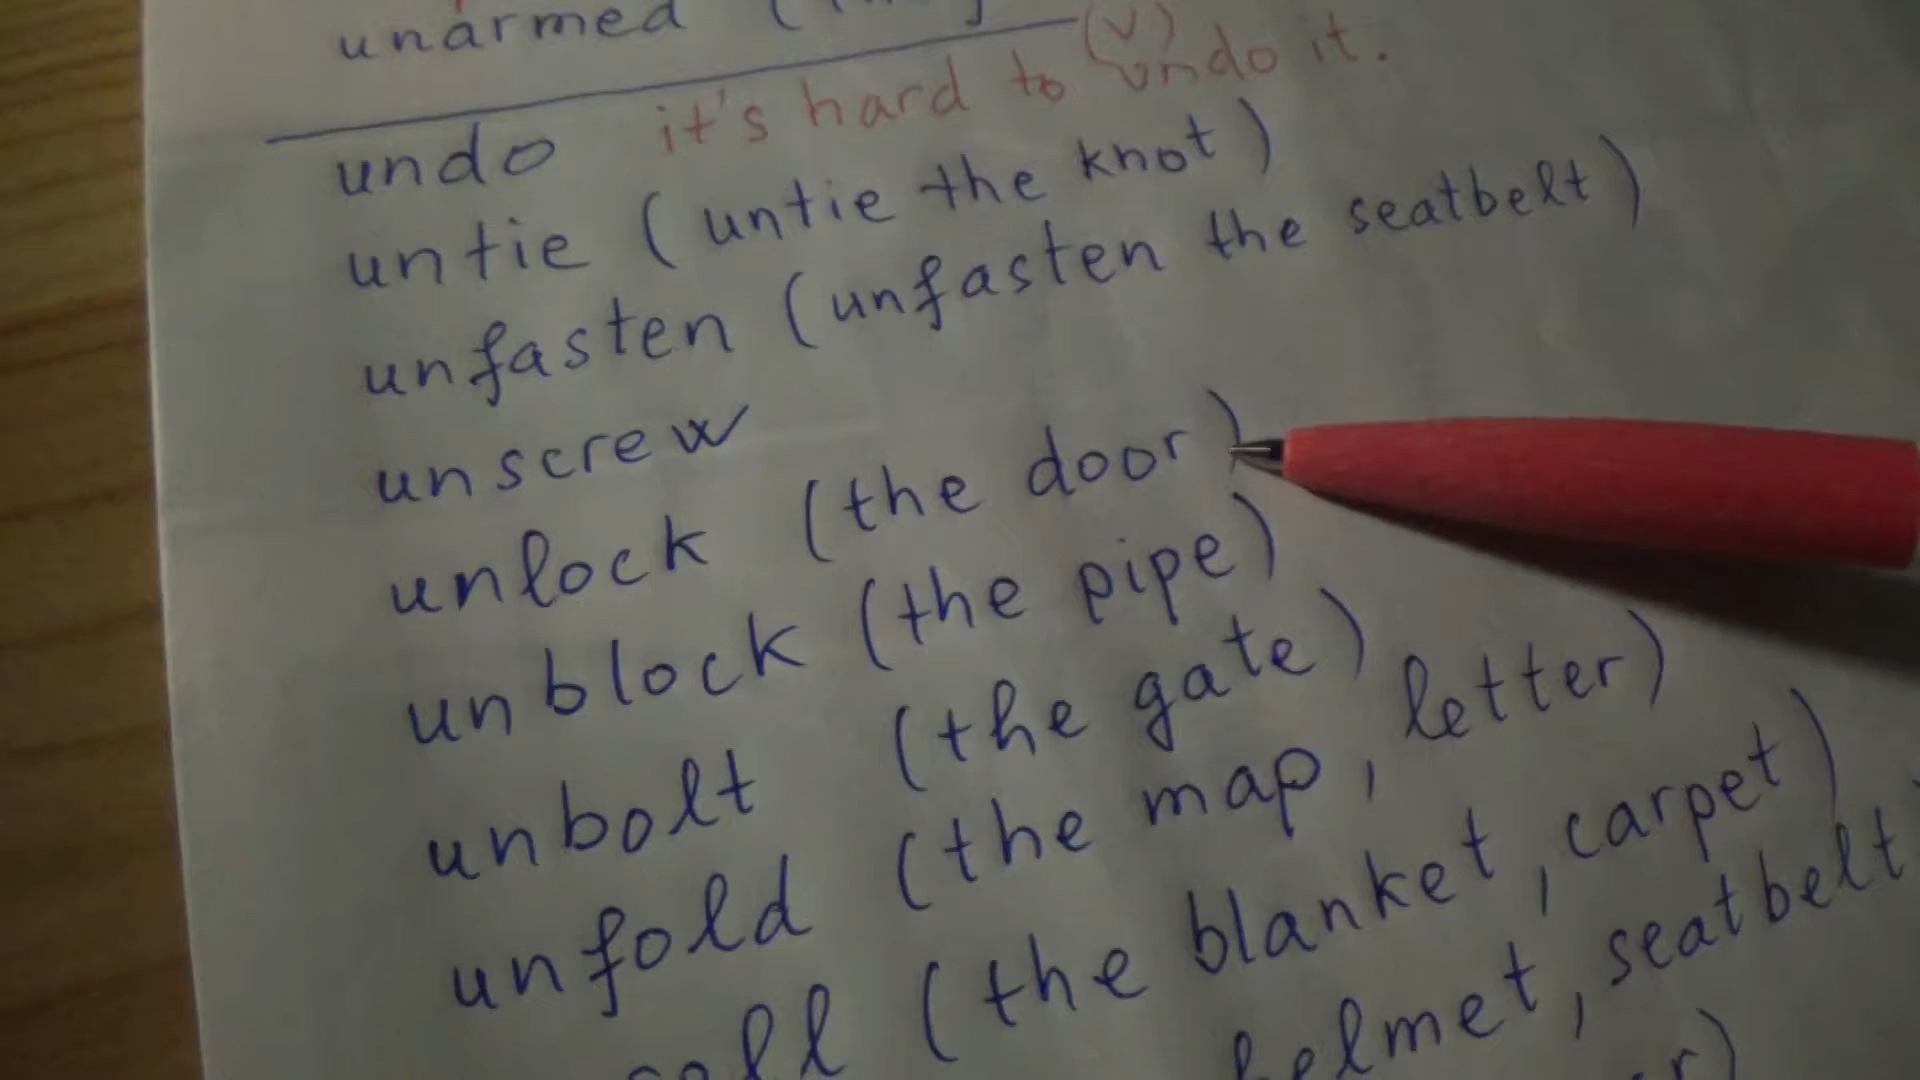 unarmed (
it's hard to undo it.
(v)
undo
untie (untie the knot)
unfasten (unfasten the seatbelt)
unscrew
unlock (the door)
unblock (the pipe)
unbolt (the gate)
unfold (the map, letter)
(the blanket, carpet)
helmet, seatbelt